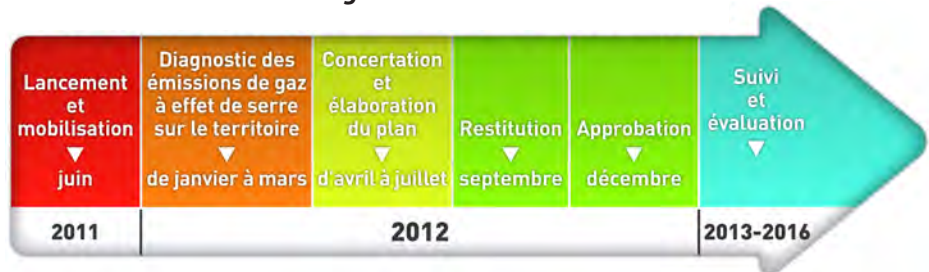 Lancement
et
mobilisation
▼
juin
Diagnostic des
émissions de gaz
à effet de serre
sur le territoire
▼
de janvier à mars
Concertation
et
élaboration
du plan
▼
d'avril à juillet
Restitution
▼
septembre
Approbation
▼
décembre
Suivi
et
évaluation
▼
2011
2012
2013-2016